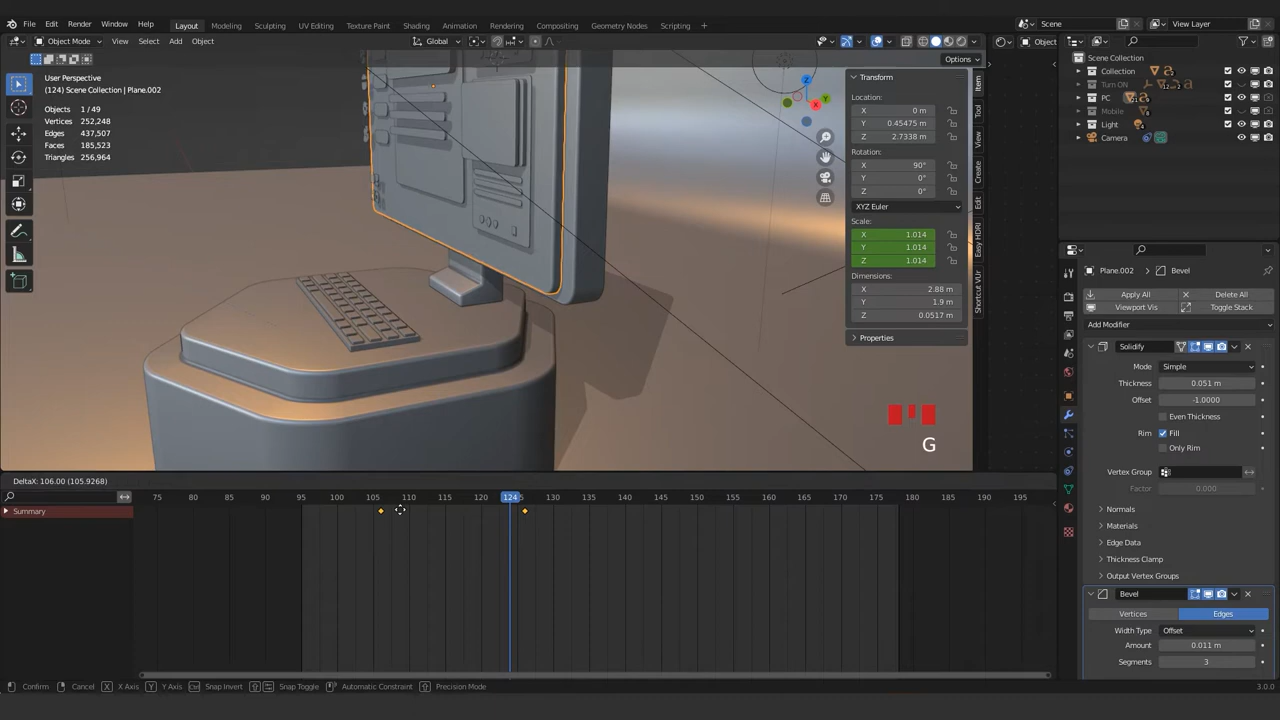 File Edit Render Window Help Layout Modeling Sculpting UV Editing Texture Paint Shading Animation Rendering Compositing Geometry Nodes Scripting + Scene View Layer
Object Mode View Select Add Object Global Object
Options
User Perspective
(124) Scene Collection | Plane.002
Objects 1 / 49
Vertices 252,248
Edges 437,507
Faces 185,523
Triangles 256,964
Transform
Location:
X 0 m
Y 0.45475 m
Z 2.7338 m
Rotation:
X 90°
Y 0°
Z 0°
XYZ Euler
Scale:
X 1.014
Y 1.014
Z 1.014
Dimensions:
X 2.88 m
Y 1.9 m
Z 0.0517 m
Properties
Item
Tool
View
Create
Edit
Easy HDRI
Shortcut VUr
X
Y
G
Scene Collection
Collection
Turn ON
PC
Mobile
Light
Camera
Plane.002 Bevel
Apply All Delete All
Viewport Vis Toggle Stack
Add Modifier
Solidify
Mode Simple
Thickness 0.051 m
Offset -1.0000
Even Thickness
Rim Fill
Only Rim
Vertex Group
Factor 0.000
Normals
Materials
Edge Data
Thickness Clamp
Output Vertex Groups
Bevel
Vertices Edges
Width Type Offset
Amount 0.011 m
Segments 3
DeltaX: 106.00 (105.9268)
75 80 85 90 95 100 105 110 115 120 124 130 135 140 145 150 155 160 165 170 175 180 185 190 195
Summary
Confirm Cancel X X Axis Y Y Axis Ctrl Snap Invert Snap Toggle Automatic Constraint Precision Mode 3.0.0